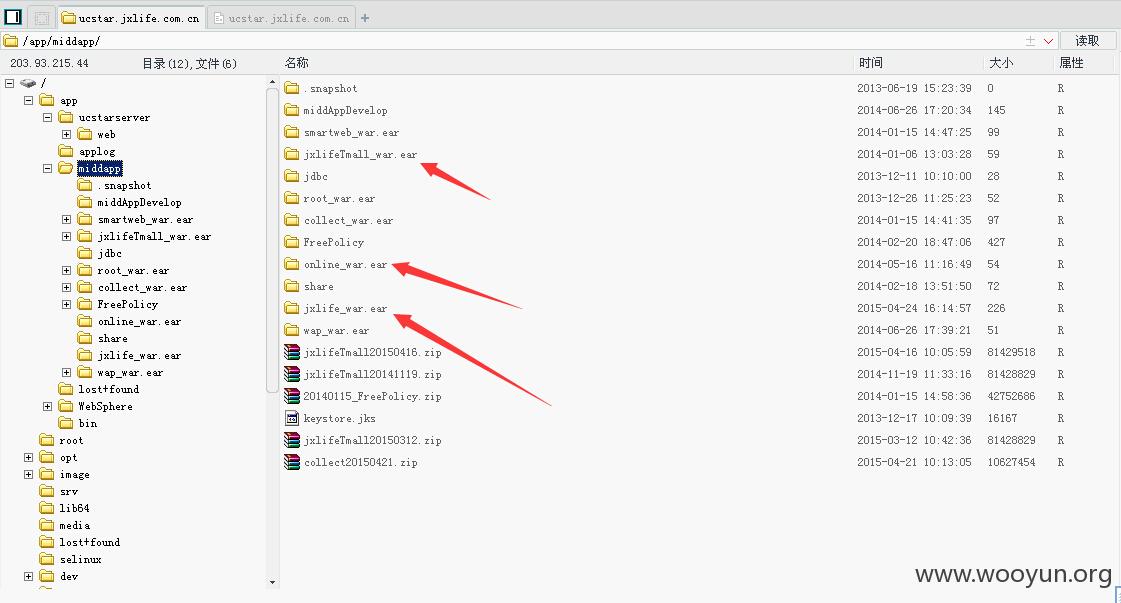 ucstar.jxlife.com.cn ucstar.jxlife.com.cn +
/app/middapp/ 读取
203.93.215.44 目录(12),文件(6) 名称 时间 大小 属性
/
app
ucstarserver
web
applog
middapp
.snapshot
middAppDevelop
smartweb_war.ear
jxlifeTmall_war.ear
jdbc
root_war.ear
collect_war.ear
FreePolicy
online_war.ear
share
jxlife_war.ear
wap_war.ear
lost+found
WebSphere
bin
root
opt
image
srv
lib64
media
lost+found
selinux
dev
.snapshot 2013-06-19 15:23:39 0 R
middAppDevelop 2014-06-26 17:20:34 145 R
smartweb_war.ear 2014-01-15 14:47:25 99 R
jxlifeTmall_war.ear 2014-01-06 13:03:28 59 R
jdbc 2013-12-11 10:10:00 28 R
root_war.ear 2013-12-26 11:25:23 52 R
collect_war.ear 2014-01-15 14:41:35 97 R
FreePolicy 2014-02-20 18:47:06 427 R
online_war.ear 2014-05-16 11:16:49 54 R
share 2014-02-18 13:51:50 72 R
jxlife_war.ear 2015-04-24 16:14:57 226 R
wap_war.ear 2014-06-26 17:39:21 51 R
jxlifeTmall20150416.zip 2015-04-16 10:05:59 81429518 R
jxlifeTmall20141119.zip 2014-11-19 11:33:16 81428829 R
20140115_FreePolicy.zip 2014-01-15 14:58:36 42752686 R
keystore.jks 2013-12-17 10:09:39 16167 R
jxlifeTmall20150312.zip 2015-03-12 10:42:36 81428829 R
collect20150421.zip 2015-04-21 10:13:05 10627454 R
www.wooyun.org